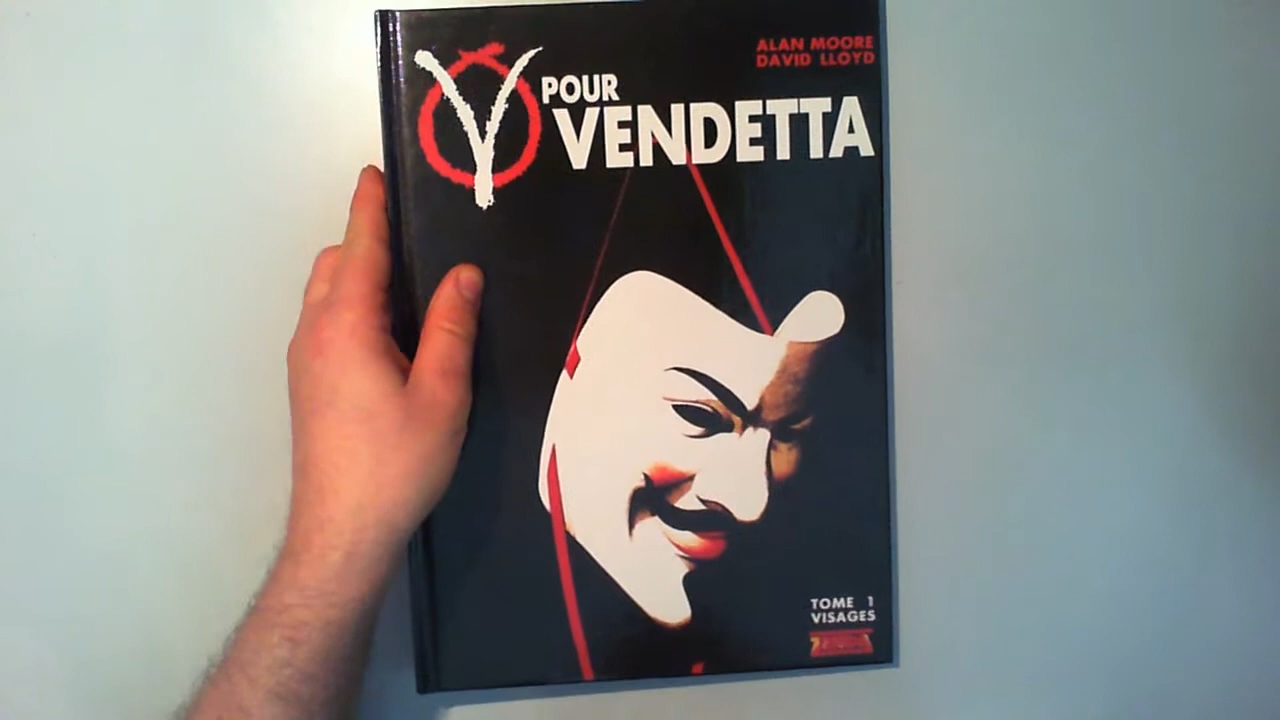 V POUR
VENDETTA
ALAN MOORE
DAVID LLOYD
TOME 1
VISAGES